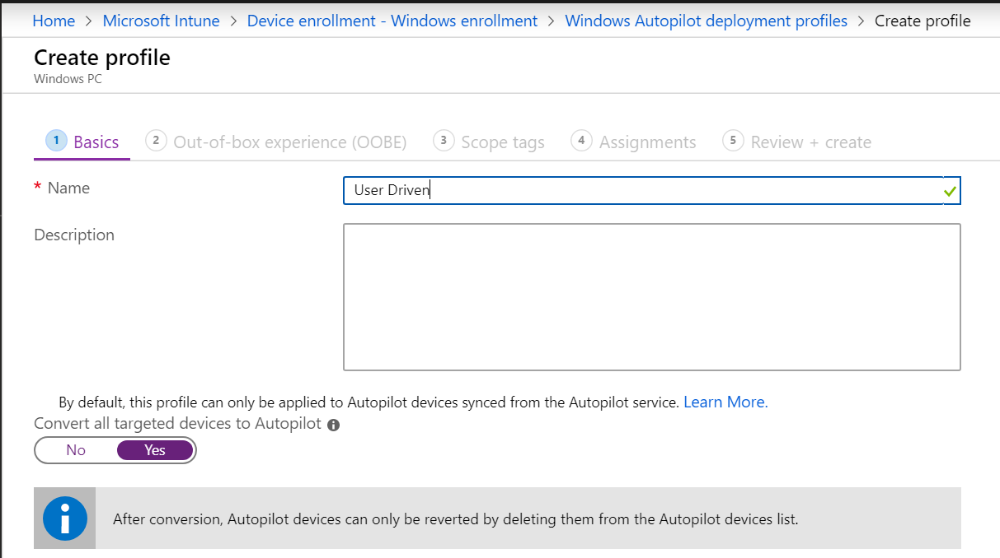 Home > Microsoft Intune > Device enrollment - Windows enrollment > Windows Autopilot deployment profiles > Create profile
Create profile
Windows PC
1 Basics 2 Out-of-box experience (OOBE) 3 Scope tags 4 Assignments 5 Review + create
* Name User Driven
Description
By default, this profile can only be applied to Autopilot devices synced from the Autopilot service. Learn More.
Convert all targeted devices to Autopilot
No Yes
After conversion, Autopilot devices can only be reverted by deleting them from the Autopilot devices list.